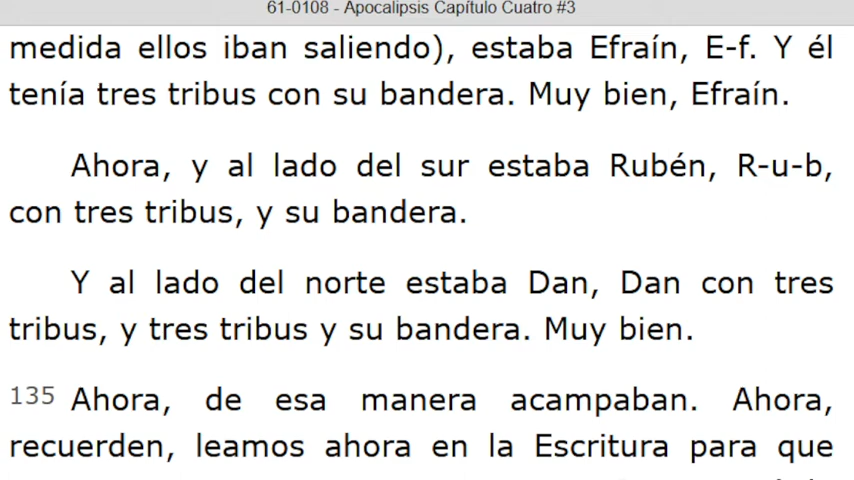 61-0108 - Apocalipsis Capítulo Cuatro #3
medida ellos iban saliendo), estaba Efraín, E-f. Y él
tenía tres tribus con su bandera. Muy bien, Efraín.
Ahora, y al lado del sur estaba Rubén, R-u-b,
con tres tribus, y su bandera.
Y al lado del norte estaba Dan, Dan con tres
tribus, y tres tribus y su bandera. Muy bien.
135 Ahora, de esa manera acampaban. Ahora,
recuerden, leamos ahora en la Escritura para que